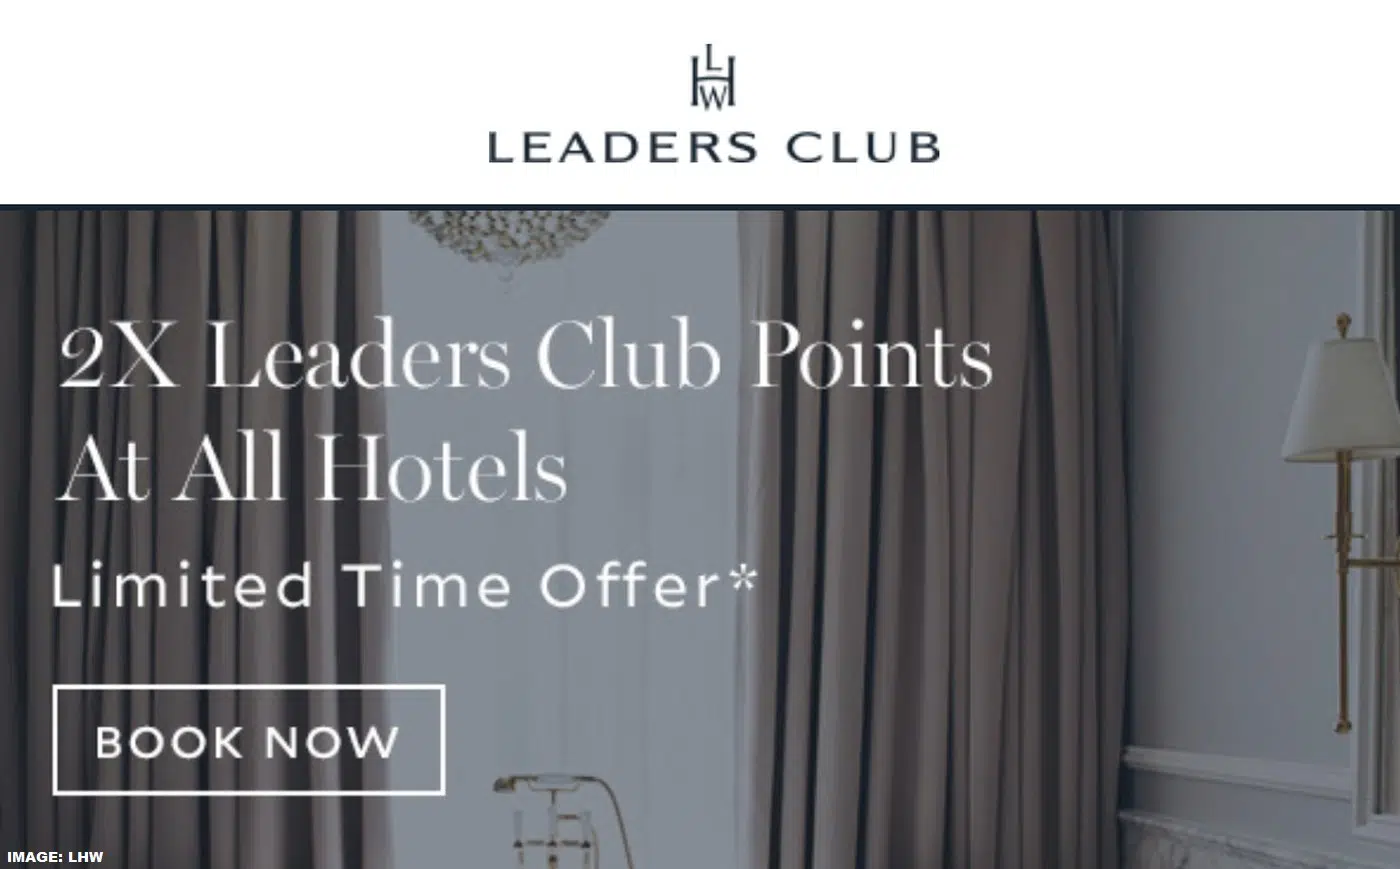 LHW
LEADERS CLUB
2X Leaders Club Points
At All Hotels
Limited Time Offer*
BOOK NOW
IMAGE: LHW